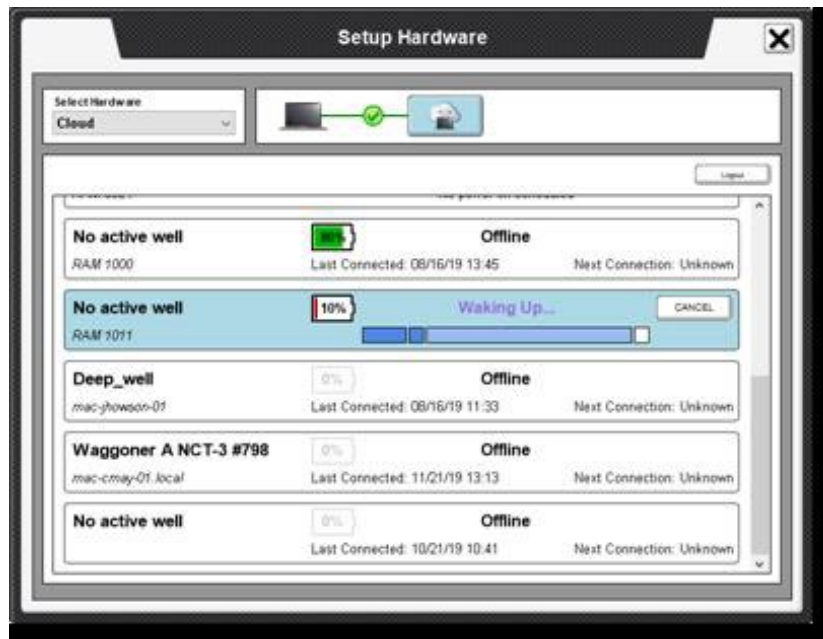 Setup Hardware
Select Hardware
Cloud
Logout
No active well
Offline
RAM 1000
Last Connected: 08/16/19 13:45
Next Connection: Unknown
No active well
10%
Waking Up...
CANCEL
RAM 1011
Deep_well
0%
Offline
mac-jhowson-01
Last Connected: 08/16/19 11:33
Next Connection: Unknown
Waggoner A NCT-3 #798
0%
Offline
mac-cmay-01.local
Last Connected: 11/21/19 13:13
Next Connection: Unknown
No active well
0%
Offline
Last Connected: 10/21/19 10:41
Next Connection: Unknown